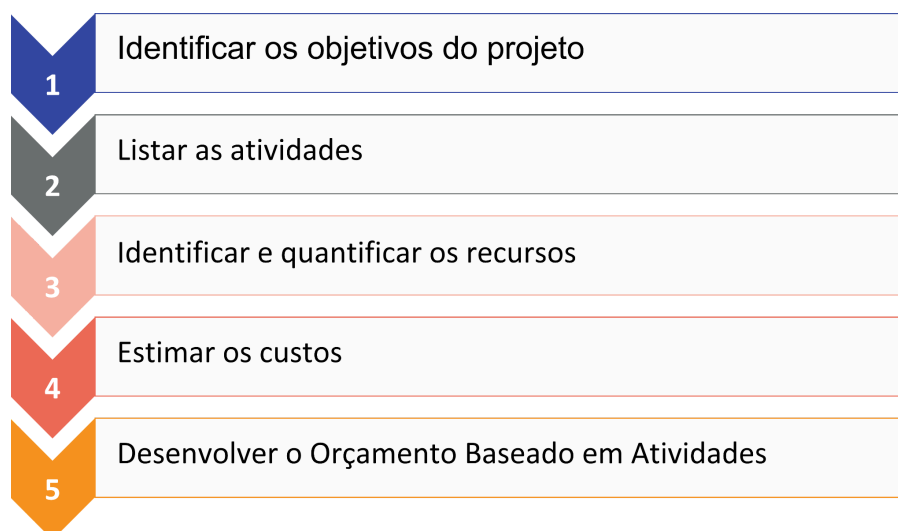 1 Identificar os objetivos do projeto
2 Listar as atividades
3 Identificar e quantificar os recursos
4 Estimar os custos
5 Desenvolver o Orçamento Baseado em Atividades